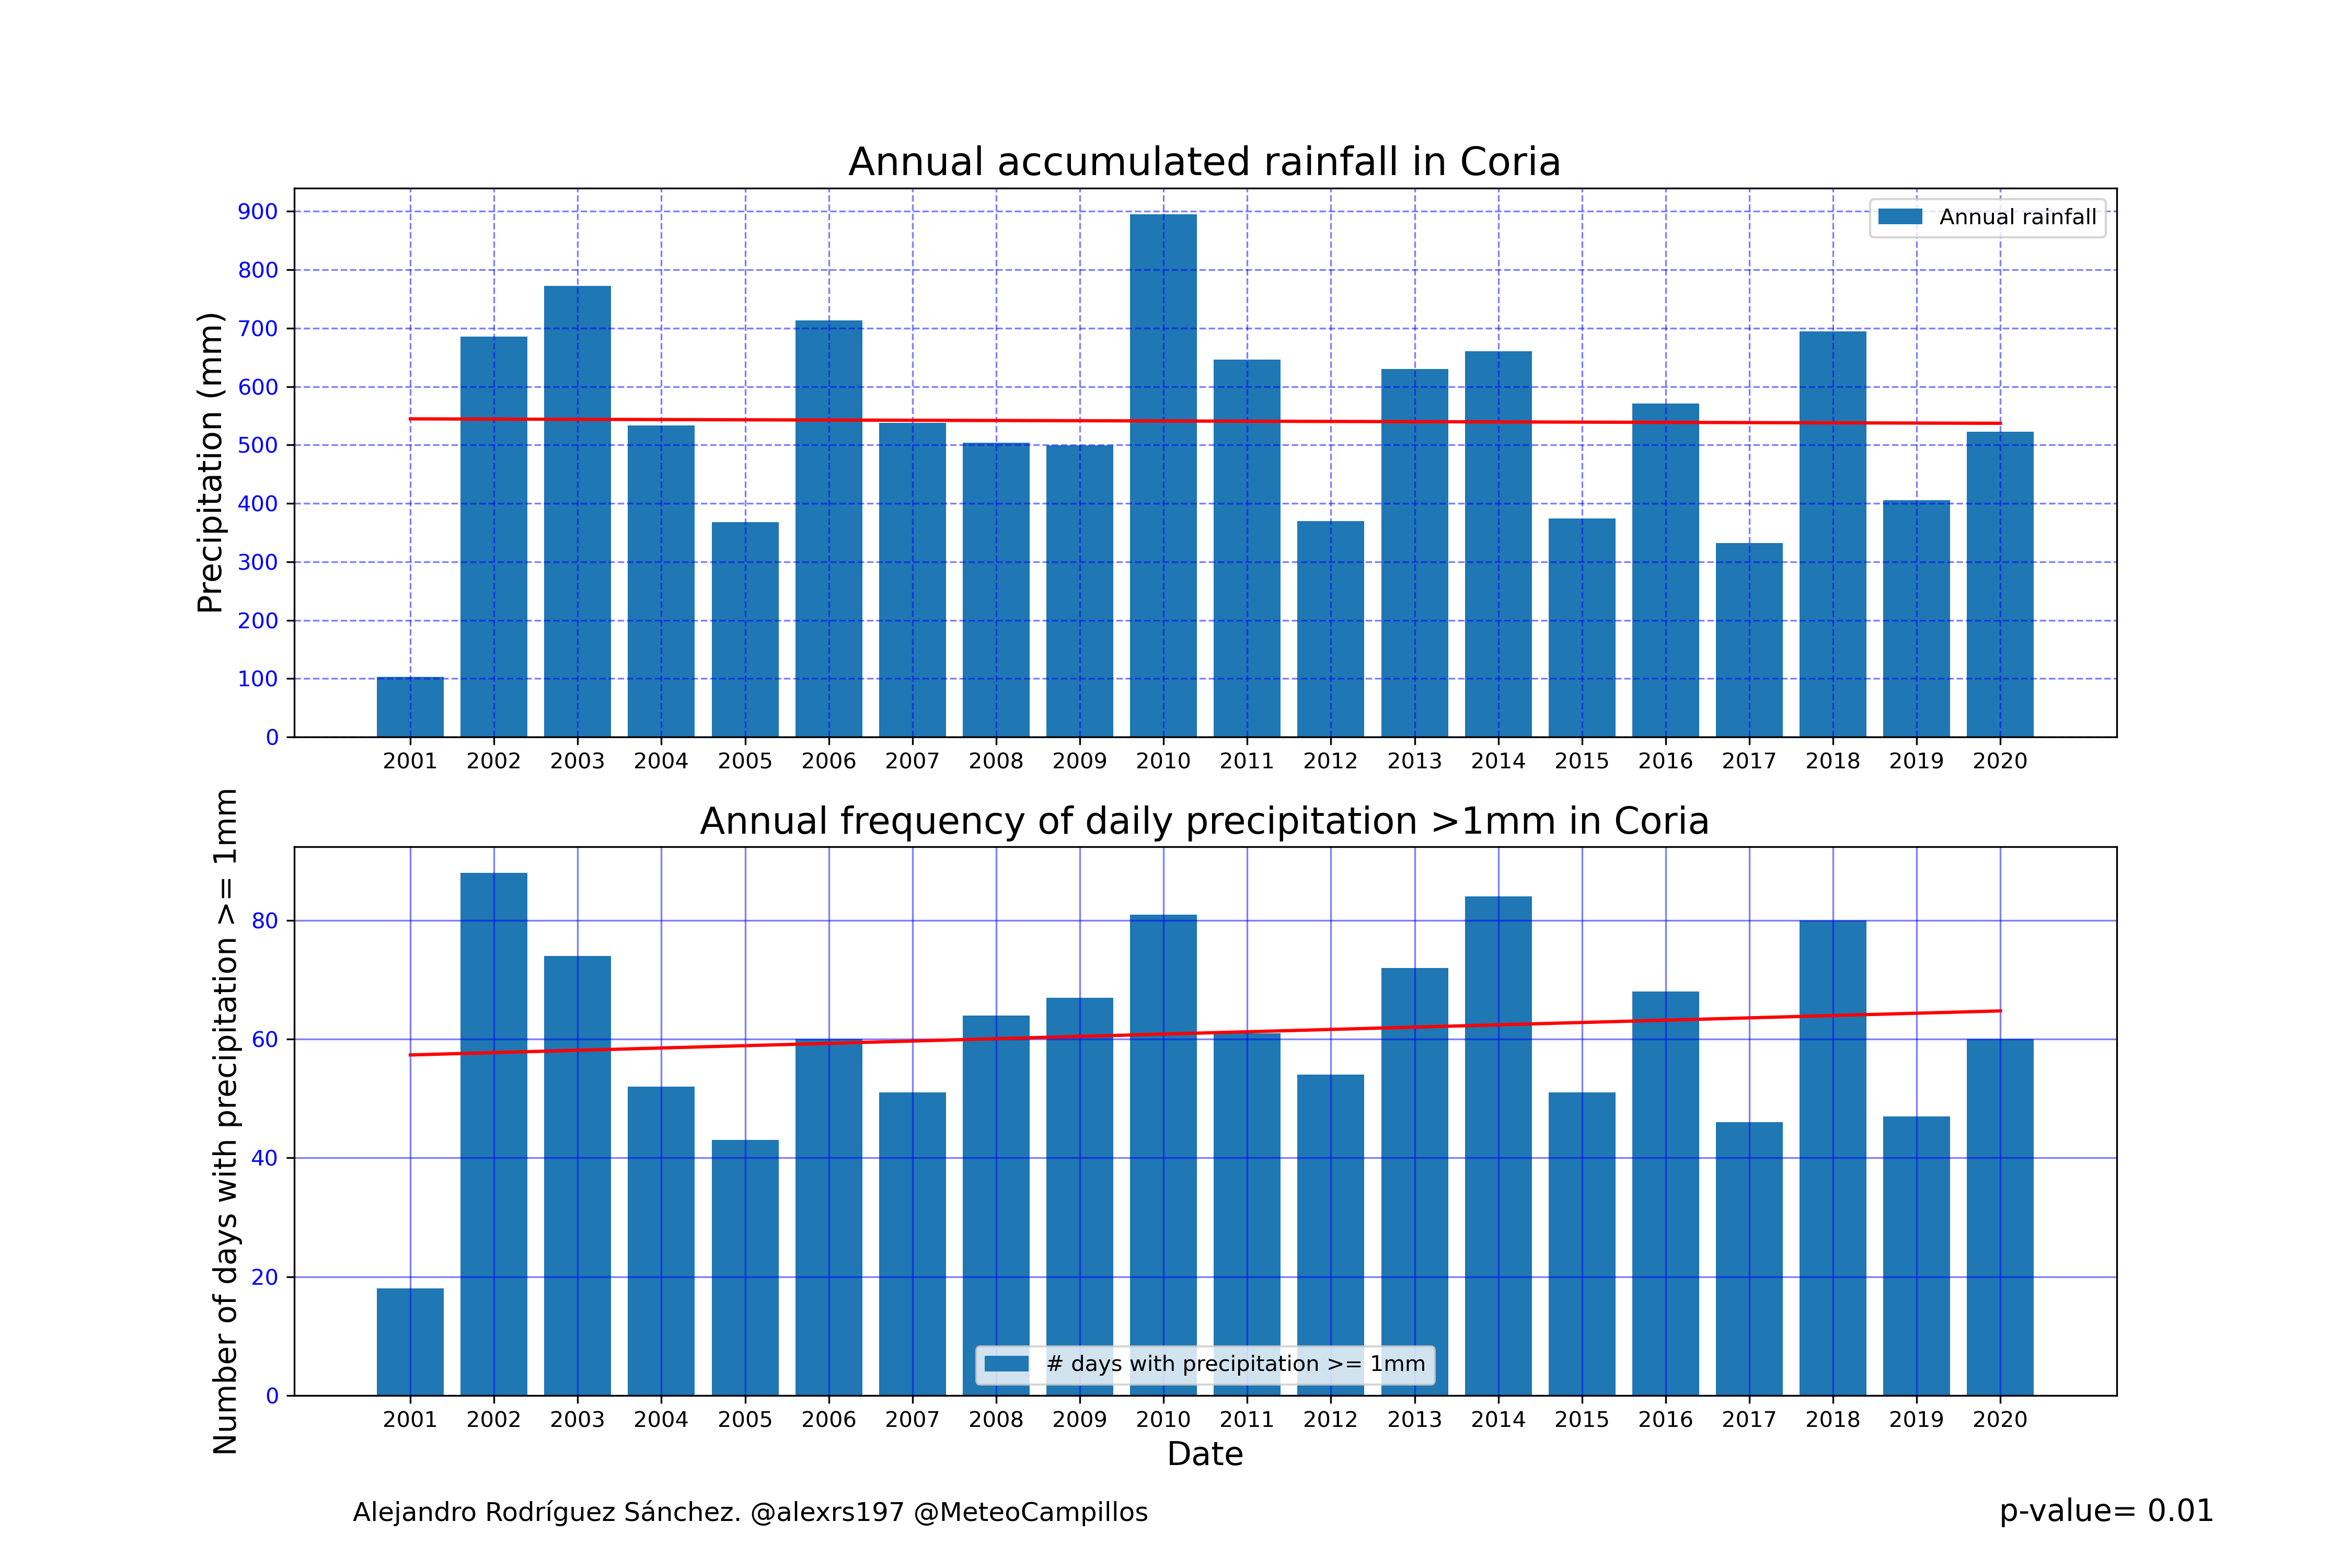 Annual accumulated rainfall in Coria
Precipitation (mm)
900
800
700
600
500
400
300
200
100
0
Annual rainfall
2001 2002 2003 2004 2005 2006 2007 2008 2009 2010 2011 2012 2013 2014 2015 2016 2017 2018 2019 2020
Annual frequency of daily precipitation >1mm in Coria
Number of days with precipitation >= 1mm
80
60
40
20
0
# days with precipitation >= 1mm
2001 2002 2003 2004 2005 2006 2007 2008 2009 2010 2011 2012 2013 2014 2015 2016 2017 2018 2019 2020
Date
Alejandro Rodríguez Sánchez. @alexrs197 @MeteoCampillos
p-value= 0.01